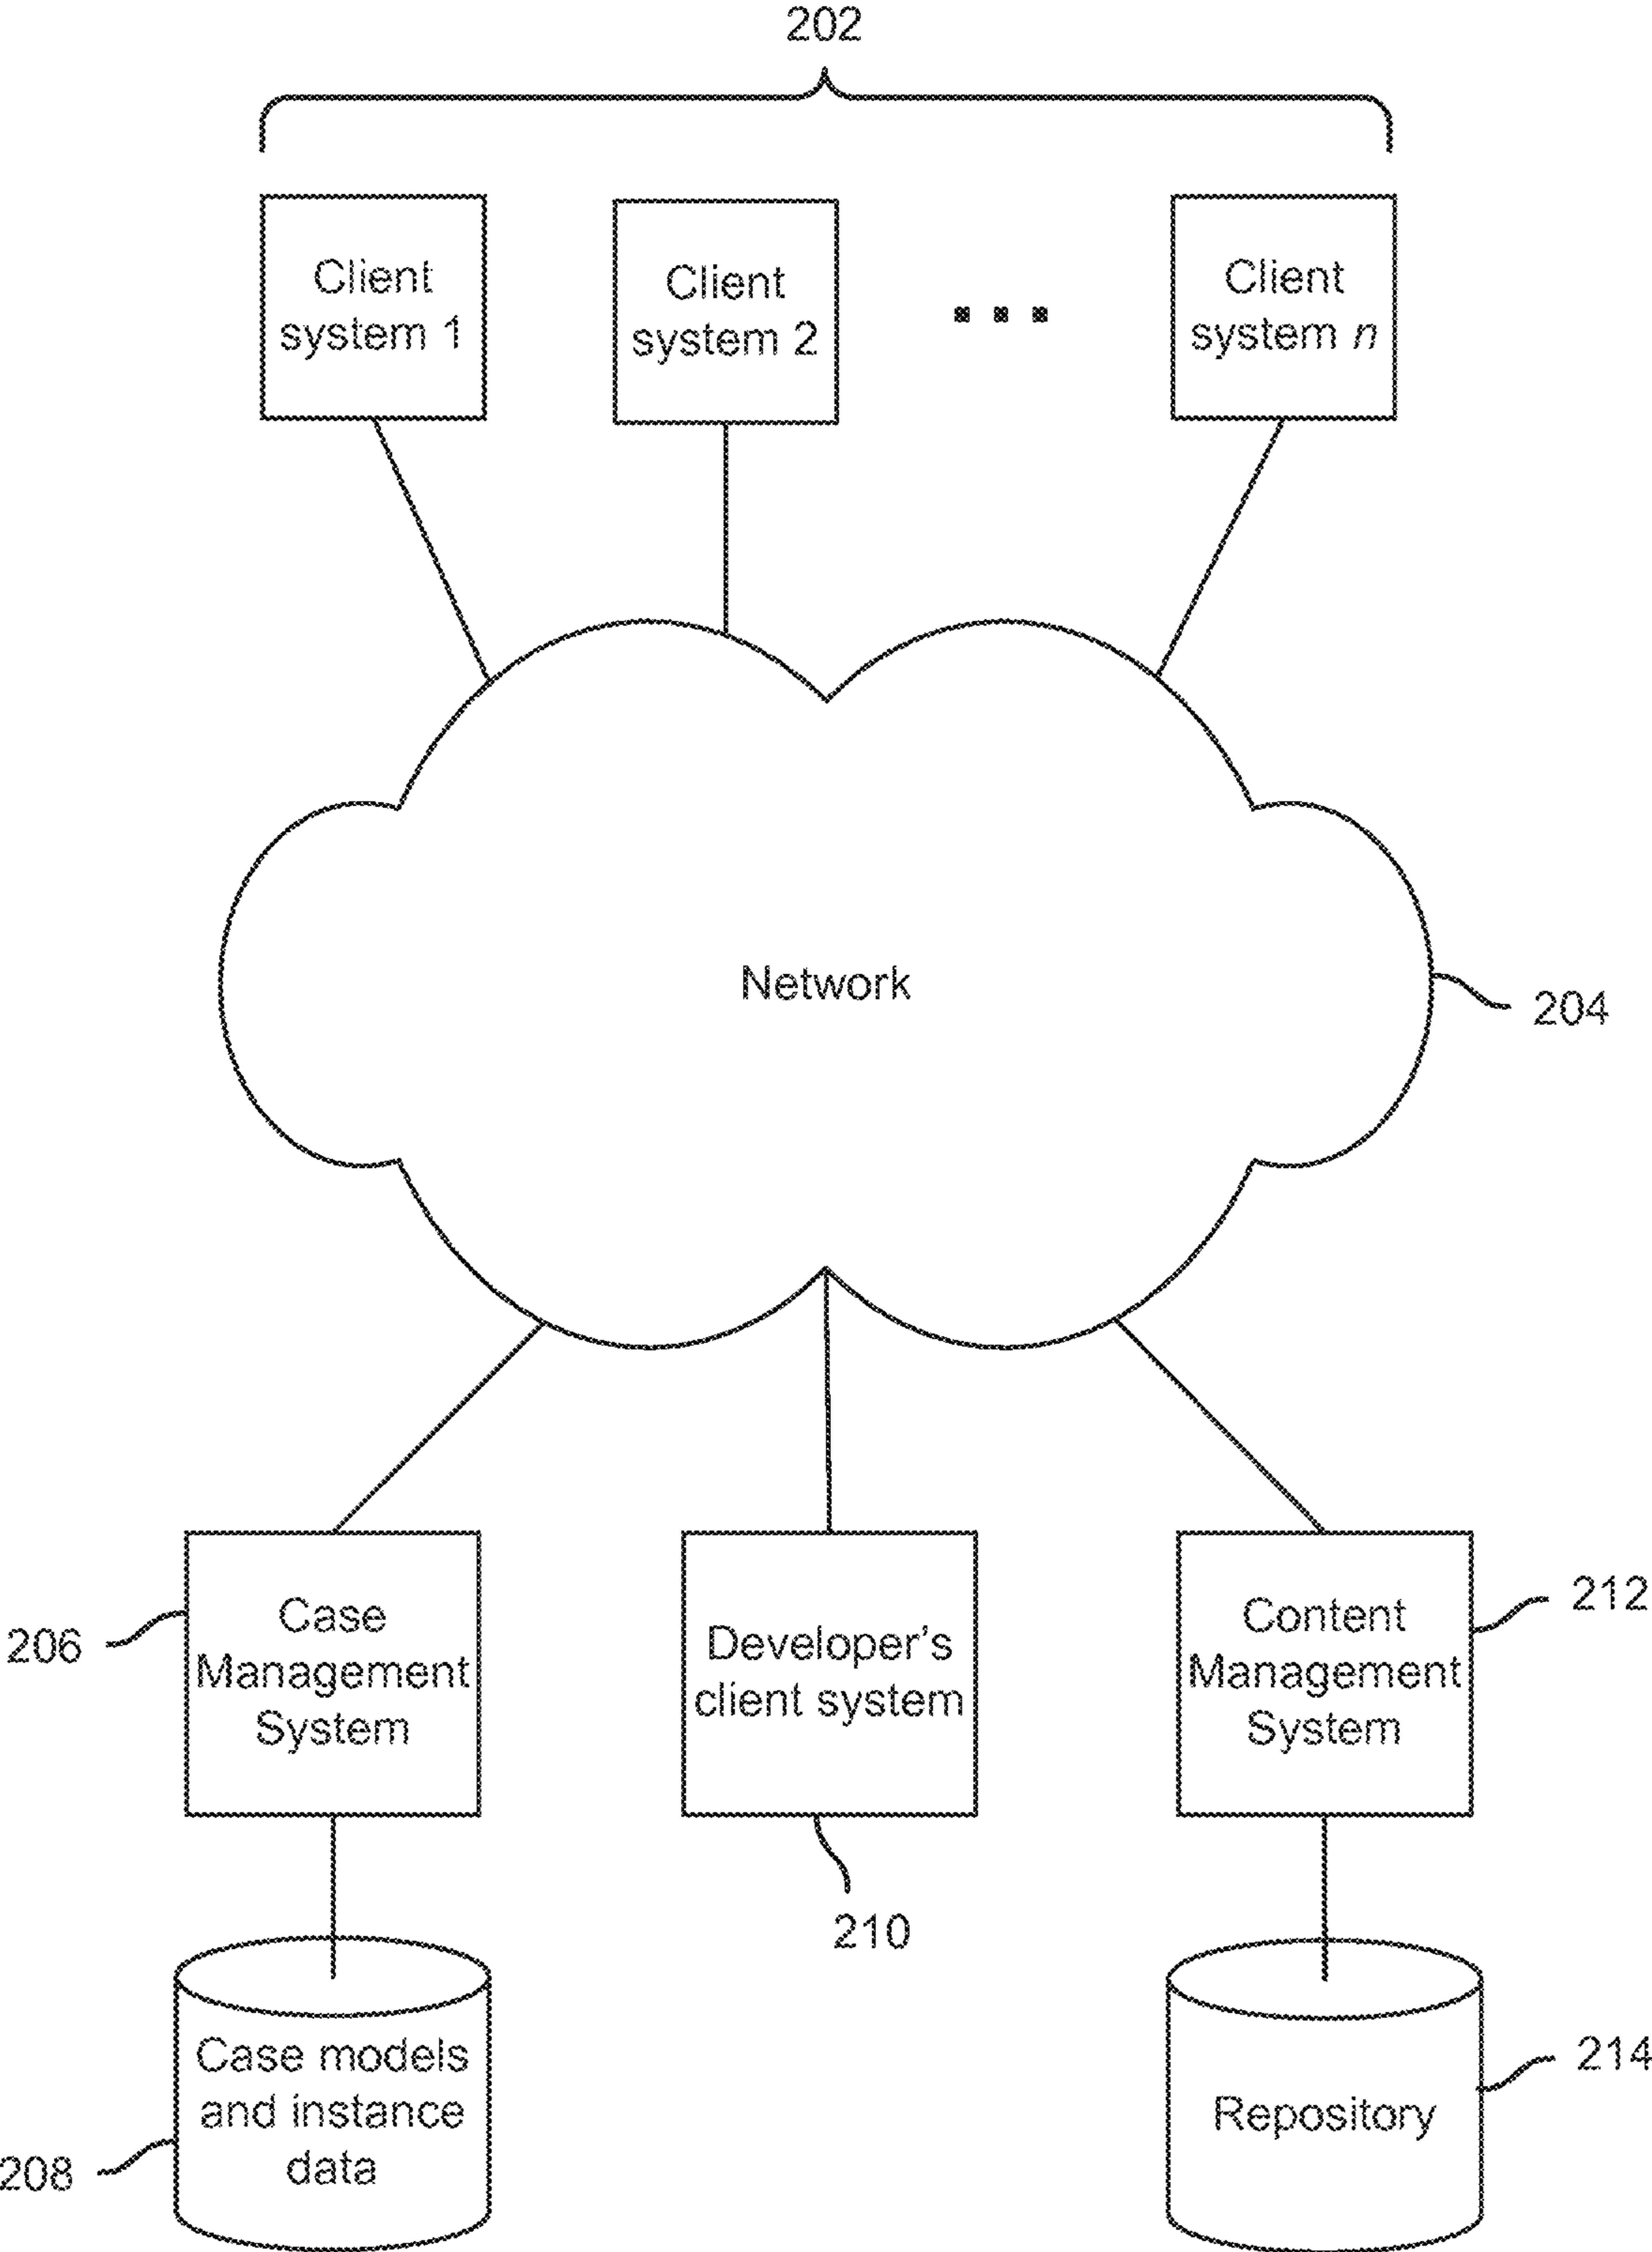 202
Client
system 1
Client
system 2
Client
system n
Network
204
206
Case
Management
System
Developer's
client system
Content
Management
System
212
210
208
Case models
and instance
data
Repository
214